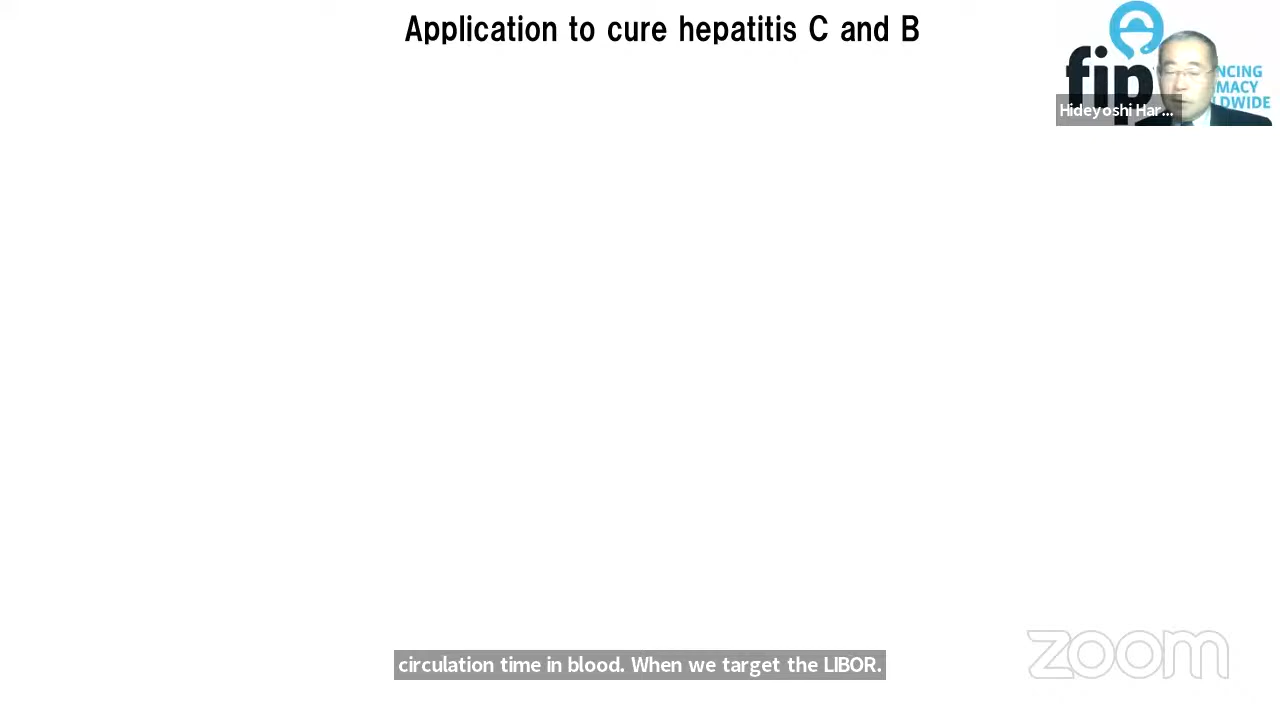 Application to cure hepatitis C and B
fip
NCING
MACY
LDWIDE
Hideyoshi Har...
circulation time in blood. When we target the LIBOR.
zoom